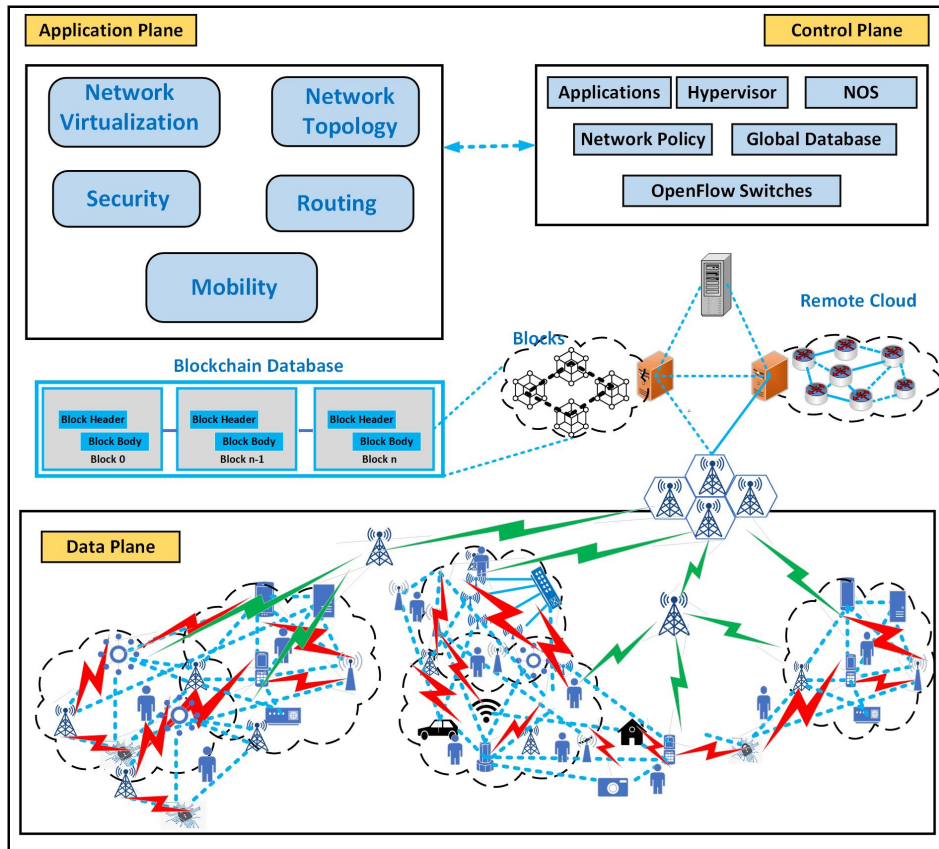 Application Plane
Control Plane
Network
Virtualization
Network
Topology
Security
Routing
Mobility
Applications
Hypervisor
NOS
Network Policy
Global Database
OpenFlow Switches
Blockchain Database
Block Header
Block Body
Block 0
Block Header
Block Body
Block n-1
Block Header
Block Body
Block n
Blocks
Remote Cloud
Data Plane